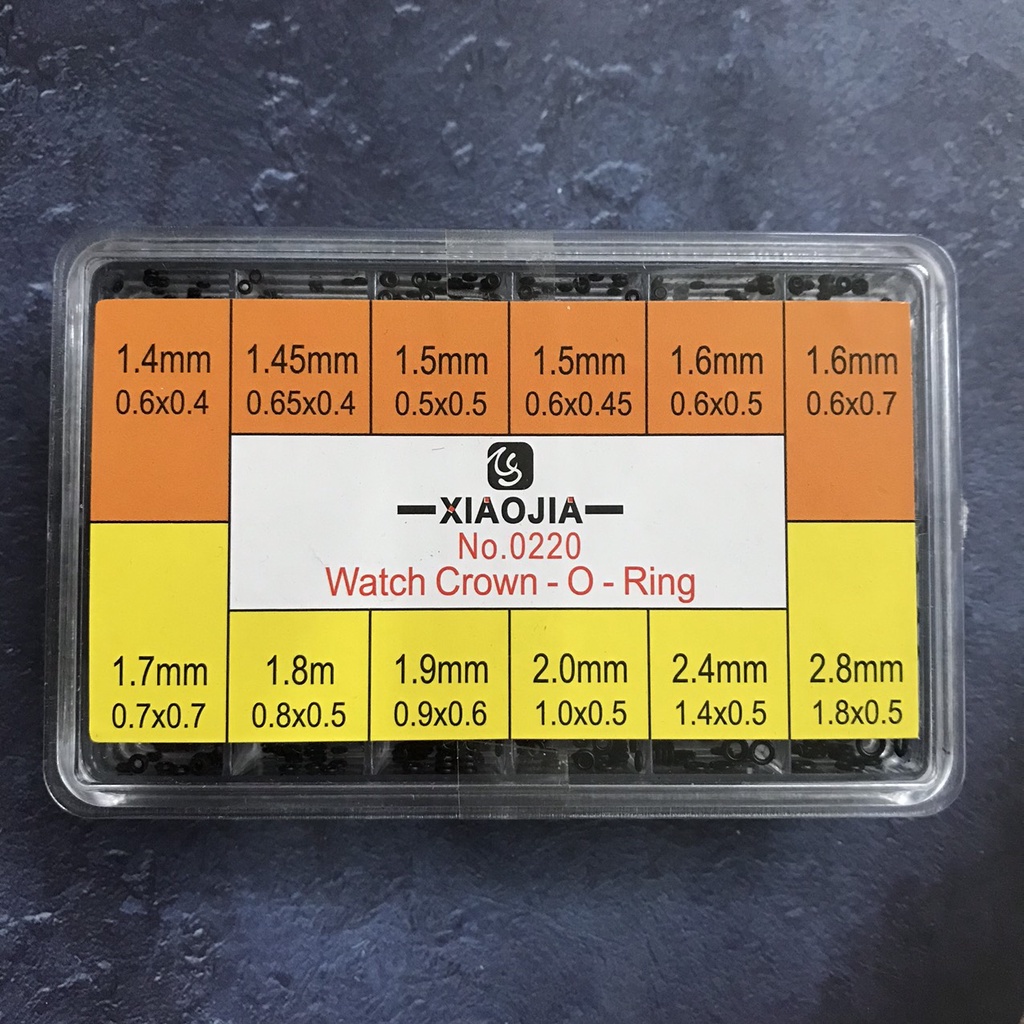 1.4mm 1.45mm 1.5mm 1.5mm 1.6mm 1.6mm
0.6x0.4 0.65x0.4 0.5x0.5 0.6x0.45 0.6x0.5 0.6x0.7
XIAOJIA
No.0220
Watch Crown - O - Ring
1.7mm 1.8m 1.9mm 2.0mm 2.4mm 2.8mm
0.7x0.7 0.8x0.5 0.9x0.6 1.0x0.5 1.4x0.5 1.8x0.5